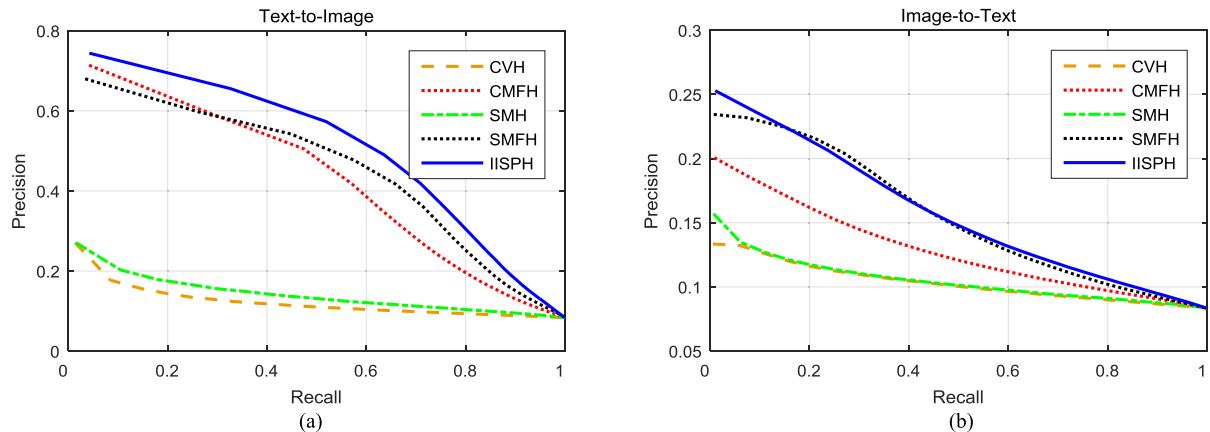 Text-to-Image
0.8
0.6
0.4
0.2
0
Precision
0 0.2 0.4 0.6 0.8 1
Recall
CVH
CMFH
SMH
SMFH
IISPH
(a)
Image-to-Text
0.3
0.25
0.2
0.15
0.1
0.05
Precision
0 0.2 0.4 0.6 0.8 1
Recall
CVH
CMFH
SMH
SMFH
IISPH
(b)